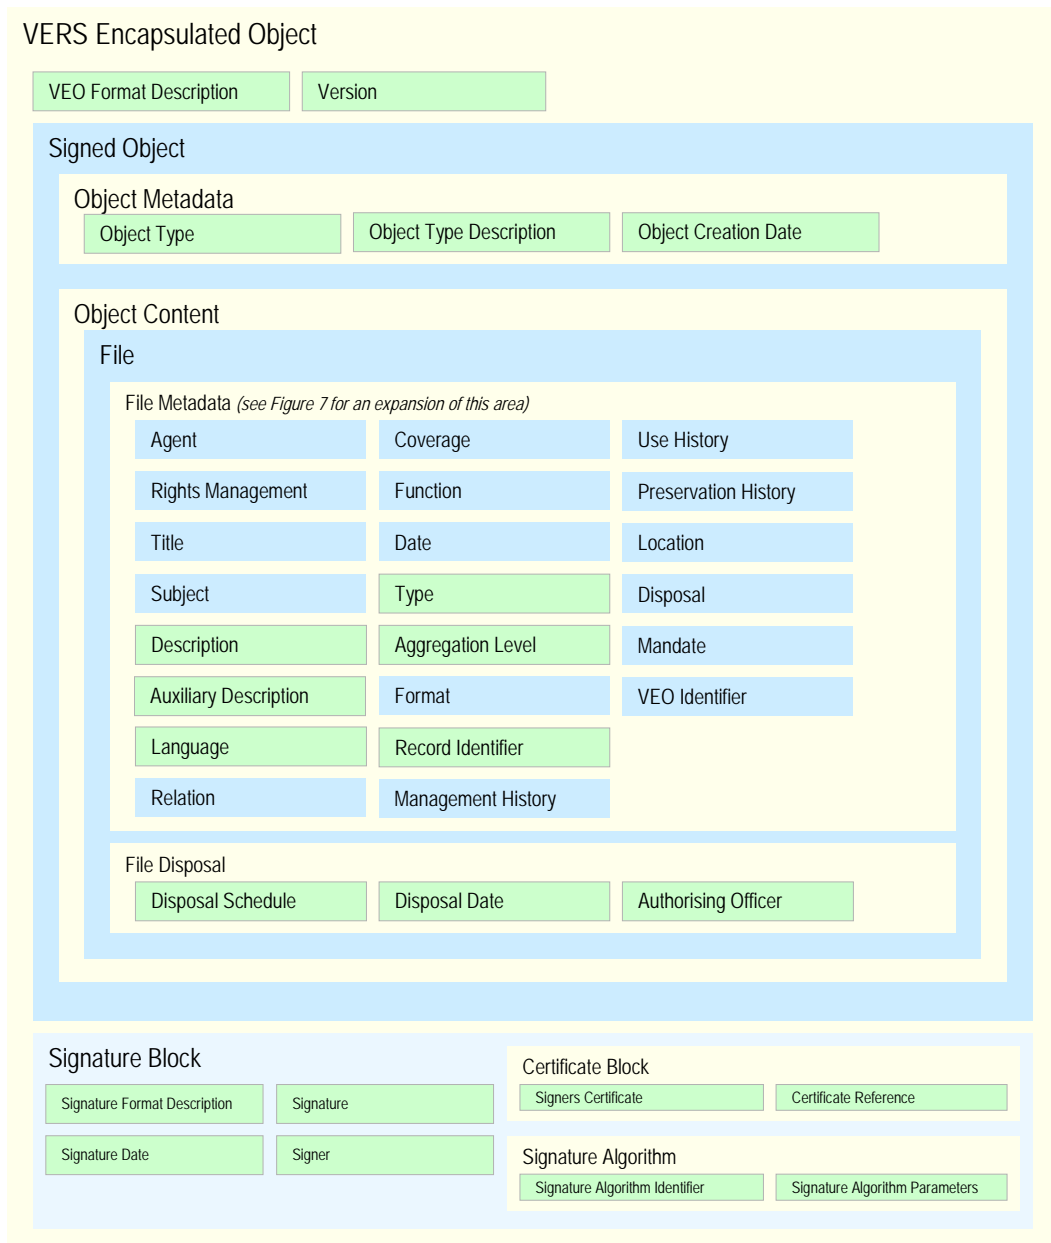 VERS Encapsulated Object
VEO Format Description
Version
Signed Object
Object Metadata
Object Type
Object Type Description
Object Creation Date
Object Content
File
File Metadata (see Figure 7 for an expansion of this area)
Agent
Coverage
Use History
Rights Management
Function
Preservation History
Title
Date
Location
Subject
Type
Disposal
Description
Aggregation Level
Mandate
Auxiliary Description
Format
VEO Identifier
Language
Record Identifier
Relation
Management History
File Disposal
Disposal Schedule
Disposal Date
Authorising Officer
Signature Block
Signature Format Description
Signature
Signature Date
Signer
Certificate Block
Signers Certificate
Certificate Reference
Signature Algorithm
Signature Algorithm Identifier
Signature Algorithm Parameters